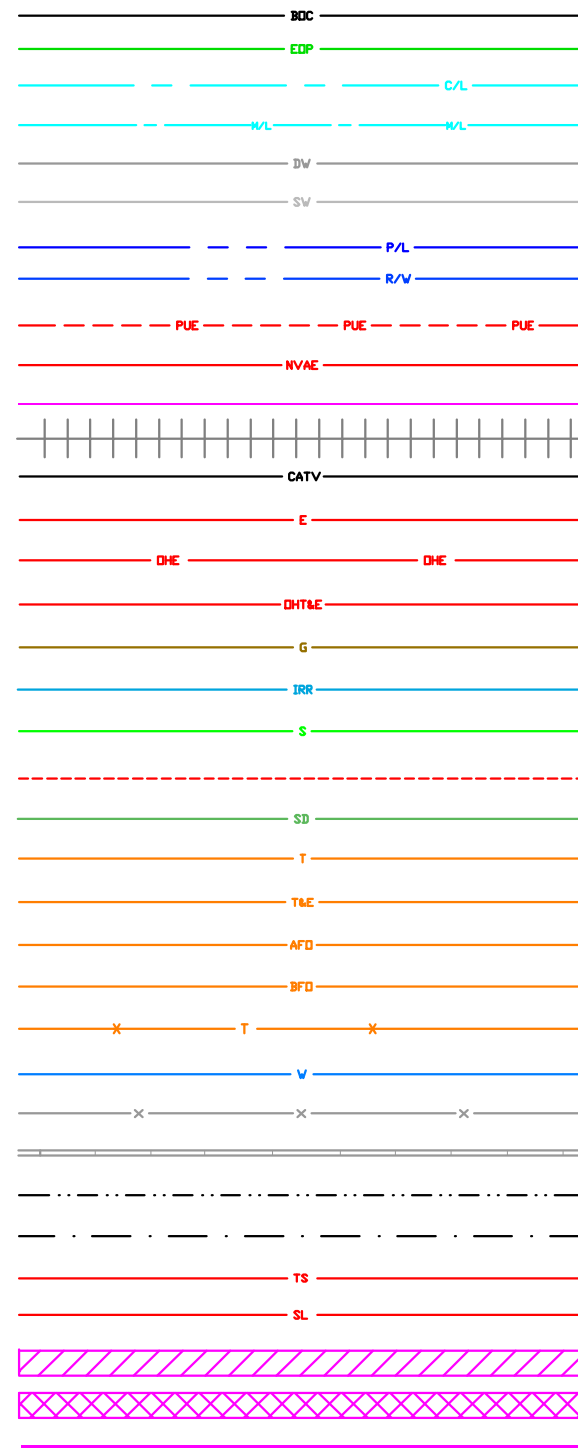 BOC
EOP
C/L
M/L M/L
DW
SW
P/L
R/W
PUE PUE PUE
NVAE
CATV
E
OHE OHE
OHT&E
G
IRR
S
SD
T
T&E
AFO
BFO
X T X
W
X X X
TS
SL